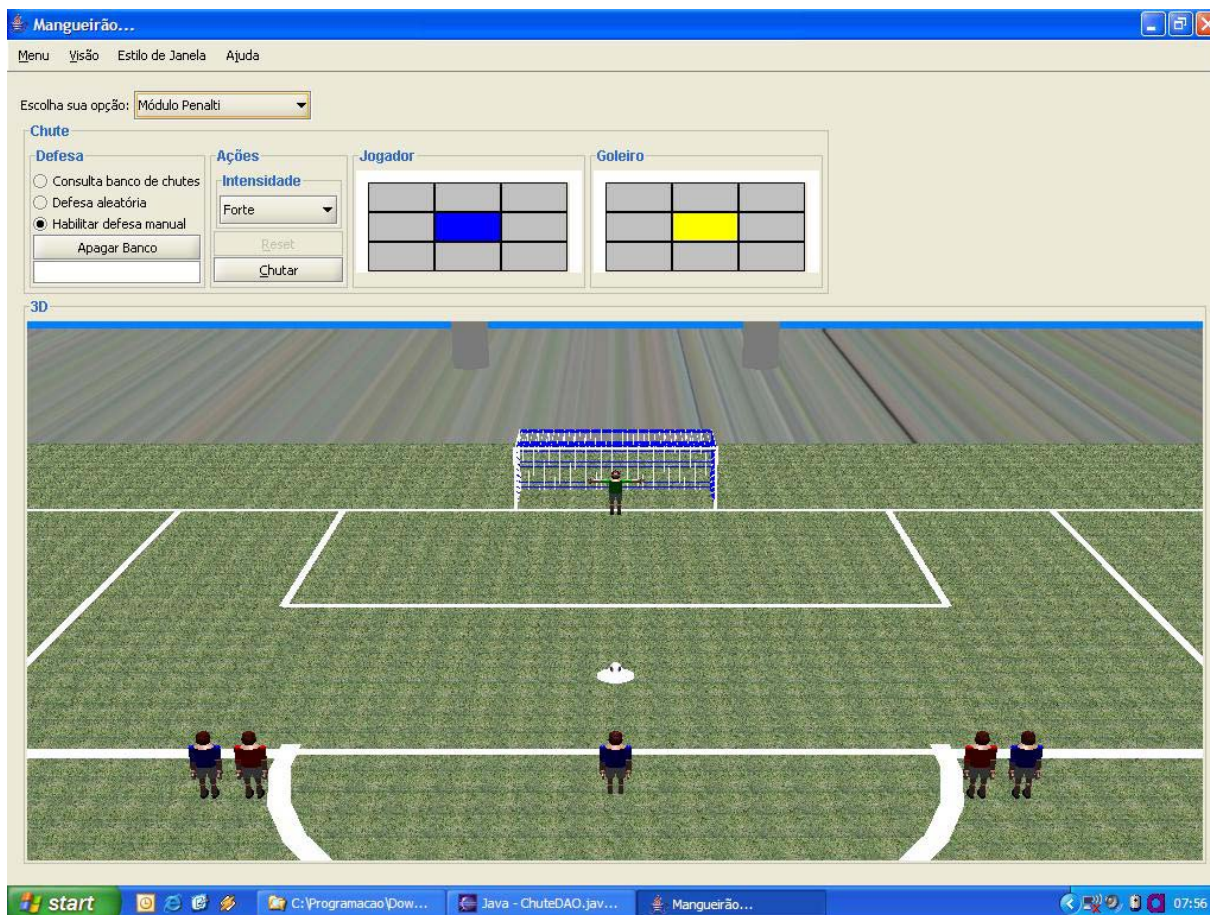 Mangueirão...
Menu Visão Estilo de Janela Ajuda
Escolha sua opção: Módulo Penalti
Chute
Defesa
Consulta banco de chutes
Defesa aleatória
Habilitar defesa manual
Apagar Banco
Ações
Intensidade
Forte
Reset
Chutar
Jogador
Goleiro
3D
start C:\Programacao\Dow... Java - ChuteDAO.jav... Mangueirão... 07:56